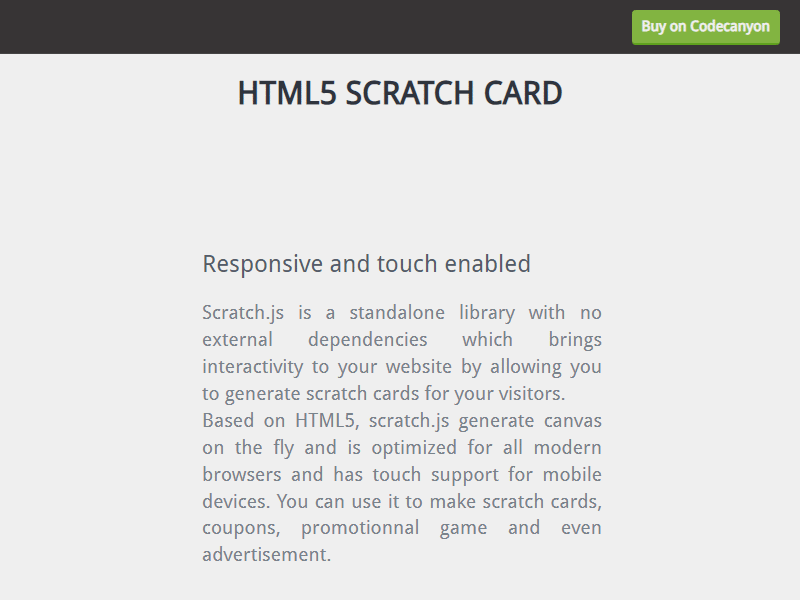 Buy on Codecanyon
HTML5 SCRATCH CARD
Responsive and touch enabled
Scratch.js is a standalone library with no
external dependencies which brings
interactivity to your website by allowing you
to generate scratch cards for your visitors.
Based on HTML5, scratch.js generate canvas
on the fly and is optimized for all modern
browsers and has touch support for mobile
devices. You can use it to make scratch cards,
coupons, promotionnal game and even
advertisement.